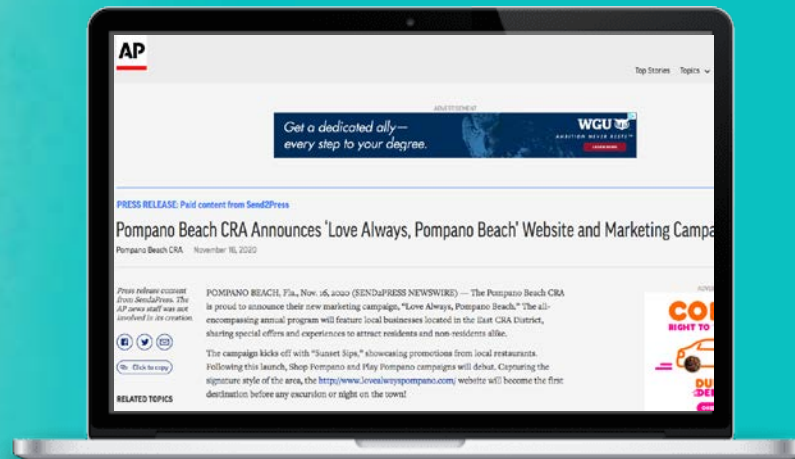 AP
Top Stories Topics
ADVERTISEMENT
Get a dedicated ally—
every step to your degree.
WGU
AMBITION NEVER RESTS
LEARN MORE
PRESS RELEASE: Paid content from Send2Press
Pompano Beach CRA Announces 'Love Always, Pompano Beach' Website and Marketing Campa
Pompano Beach CRA November 16, 2020
Press release content
from Send2Press. The
AP news staff was not
involved in its creation.
Click to copy
RELATED TOPICS
POMPANO BEACH, Fla., Nov. 16, 2020 (SEND2PRESS NEWSWIRE) — The Pompano Beach CRA
is proud to announce their new marketing campaign, "Love Always, Pompano Beach." The all-
encompassing annual program will feature local businesses located in the East CRA District,
sharing special offers and experiences to attract residents and non-residents alike.
The campaign kicks off with "Sunset Sips," showcasing promotions from local restaurants.
Following this launch, Shop Pompano and Play Pompano campaigns will debut. Capturing the
signature style of the area, the http://www.lovealwayspompano.com/ website will become the first
destination before any excursion or night on the town!
RIGHT TO